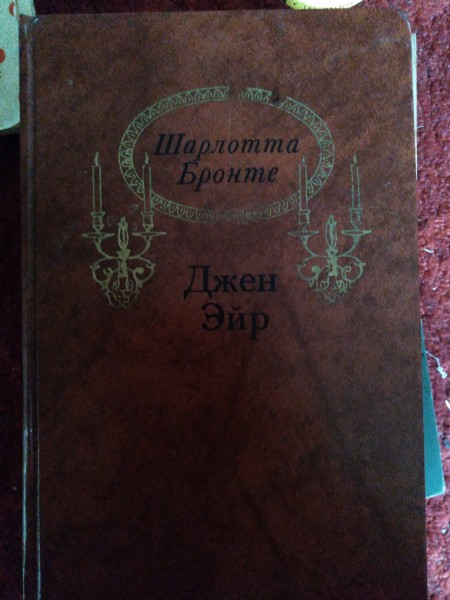 Шарлотта
Бронте
Джен
Эйр